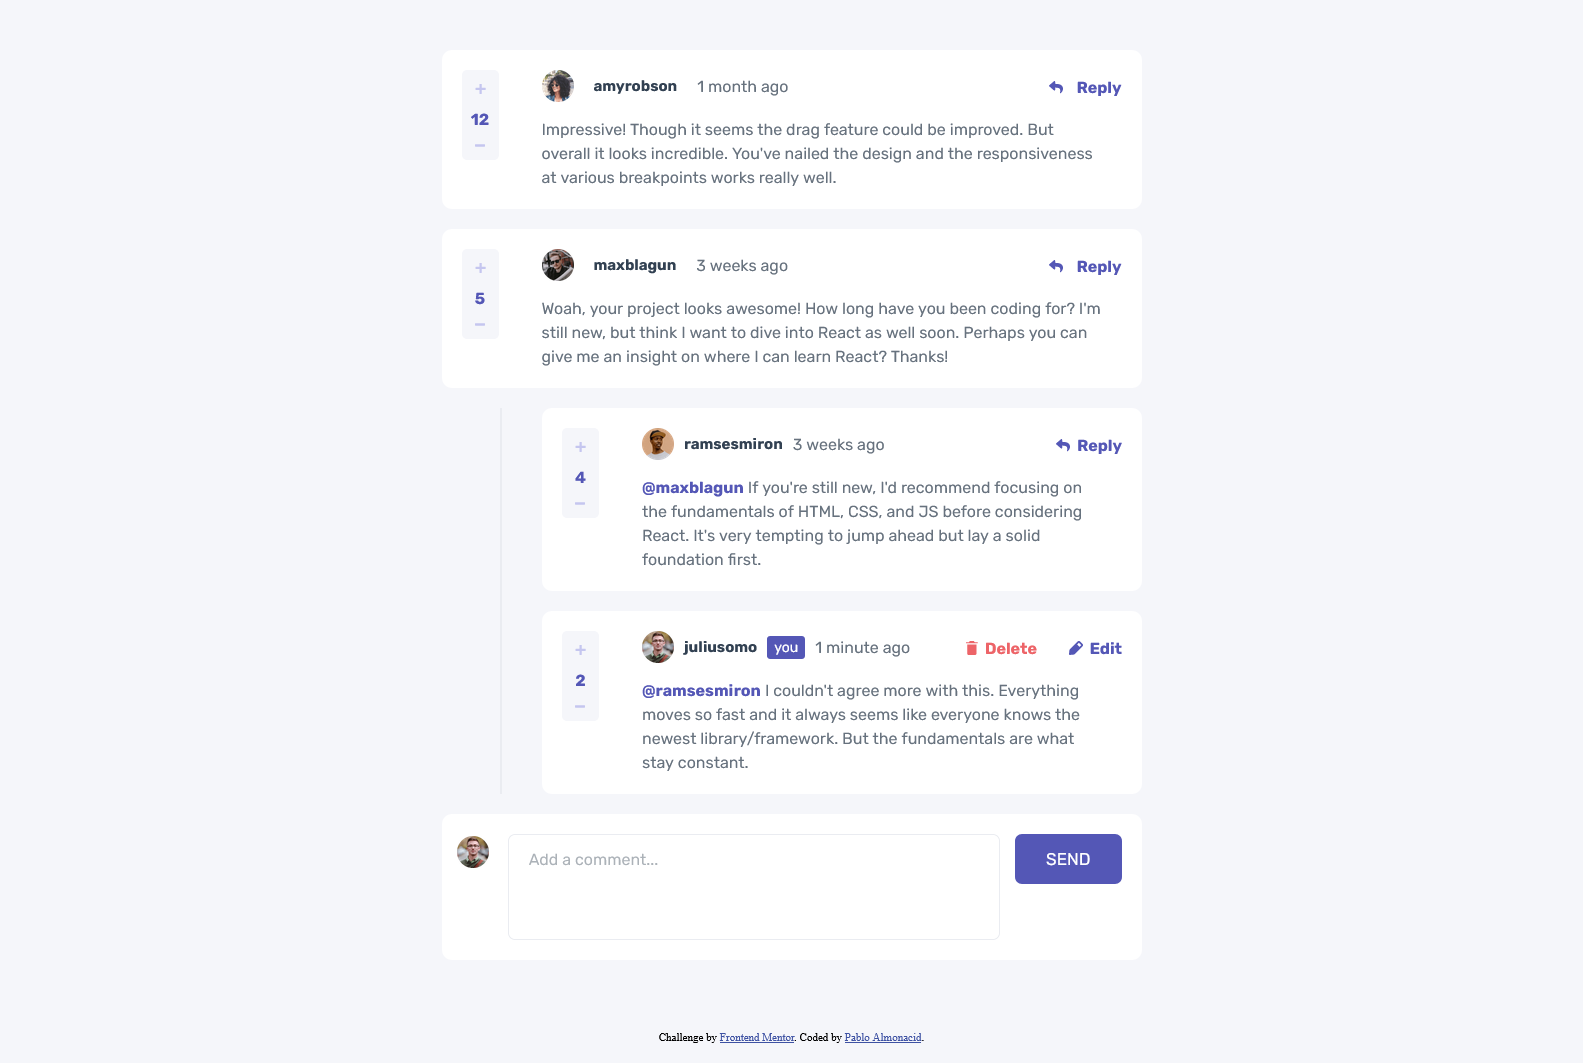 +
12
−
amyrobson 1 month ago Reply
Impressive! Though it seems the drag feature could be improved. But
overall it looks incredible. You've nailed the design and the responsiveness
at various breakpoints works really well.
+
5
−
maxblagun 3 weeks ago Reply
Woah, your project looks awesome! How long have you been coding for? I'm
still new, but think I want to dive into React as well soon. Perhaps you can
give me an insight on where I can learn React? Thanks!
+
4
−
ramsesmiron 3 weeks ago Reply
@maxblagun If you're still new, I'd recommend focusing on
the fundamentals of HTML, CSS, and JS before considering
React. It's very tempting to jump ahead but lay a solid
foundation first.
+
2
−
juliusomo you 1 minute ago Delete Edit
@ramsesmiron I couldn't agree more with this. Everything
moves so fast and it always seems like everyone knows the
newest library/framework. But the fundamentals are what
stay constant.
Add a comment... SEND
Challenge by Frontend Mentor. Coded by Pablo Almonacid.